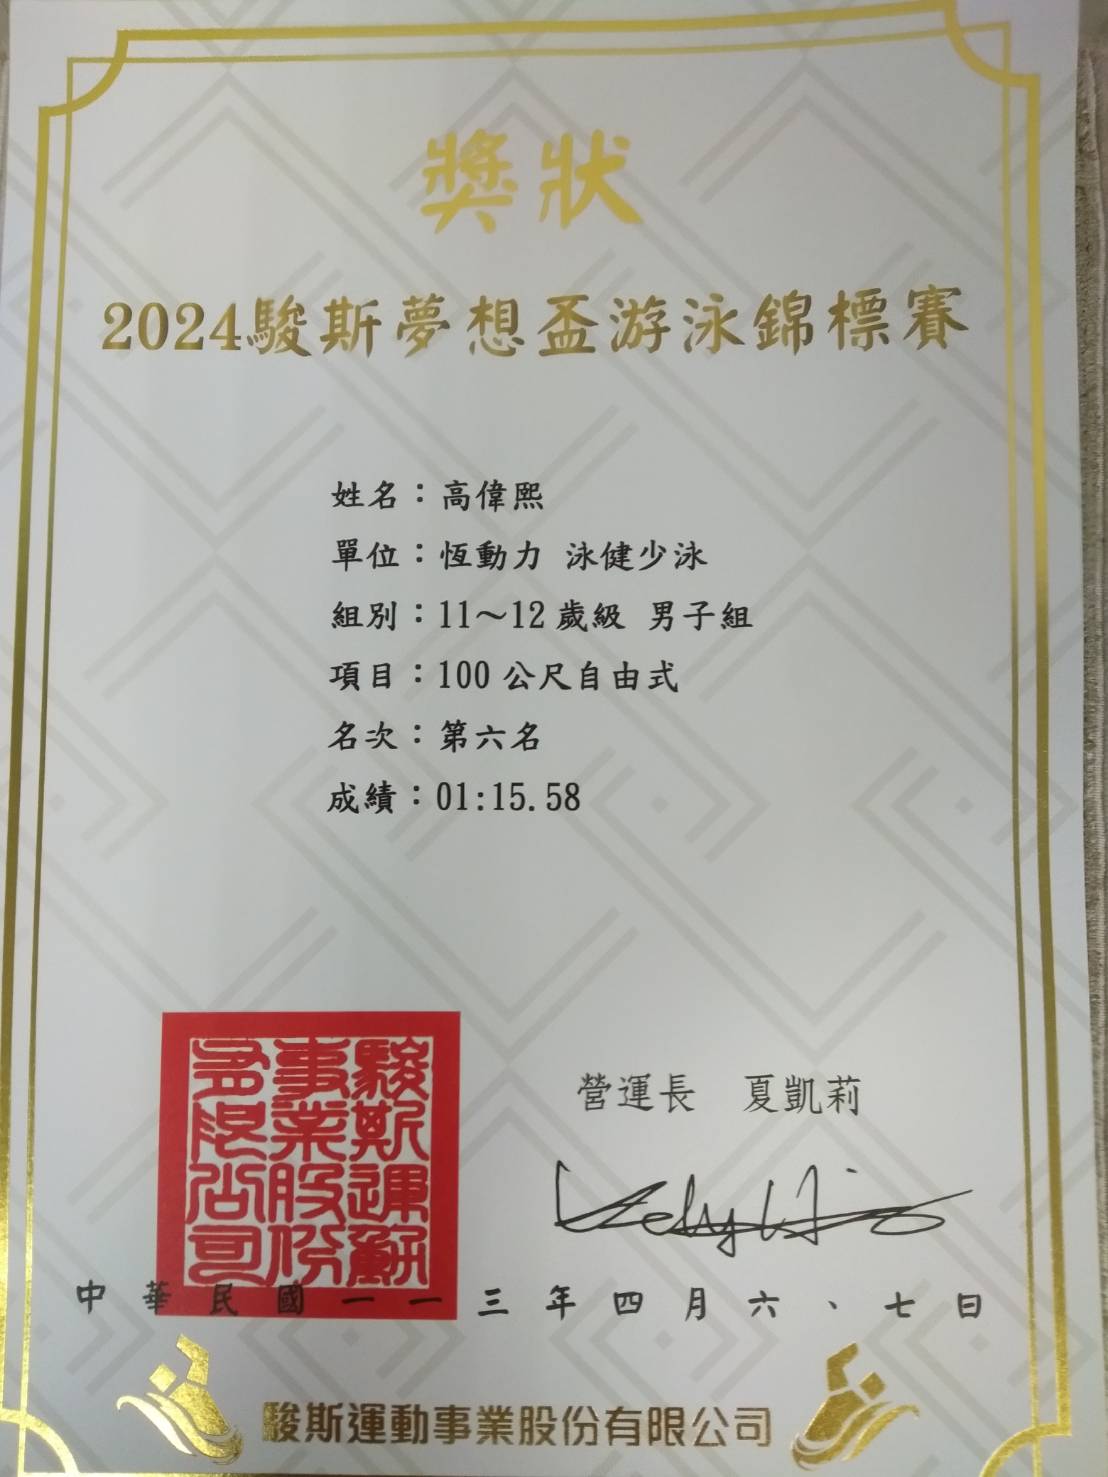 獎狀
2024駿斯夢想盃游泳錦標賽
姓名：高偉熙
單位：恆動力 泳健少泳
組別：11～12歲級 男子組
項目：100公尺自由式
名次：第六名
成績：01:15.58
駿斯運動
事業股份
有限公司
營運長 夏凱莉
中華民國一一三年四月六、七日
駿斯運動事業股份有限公司